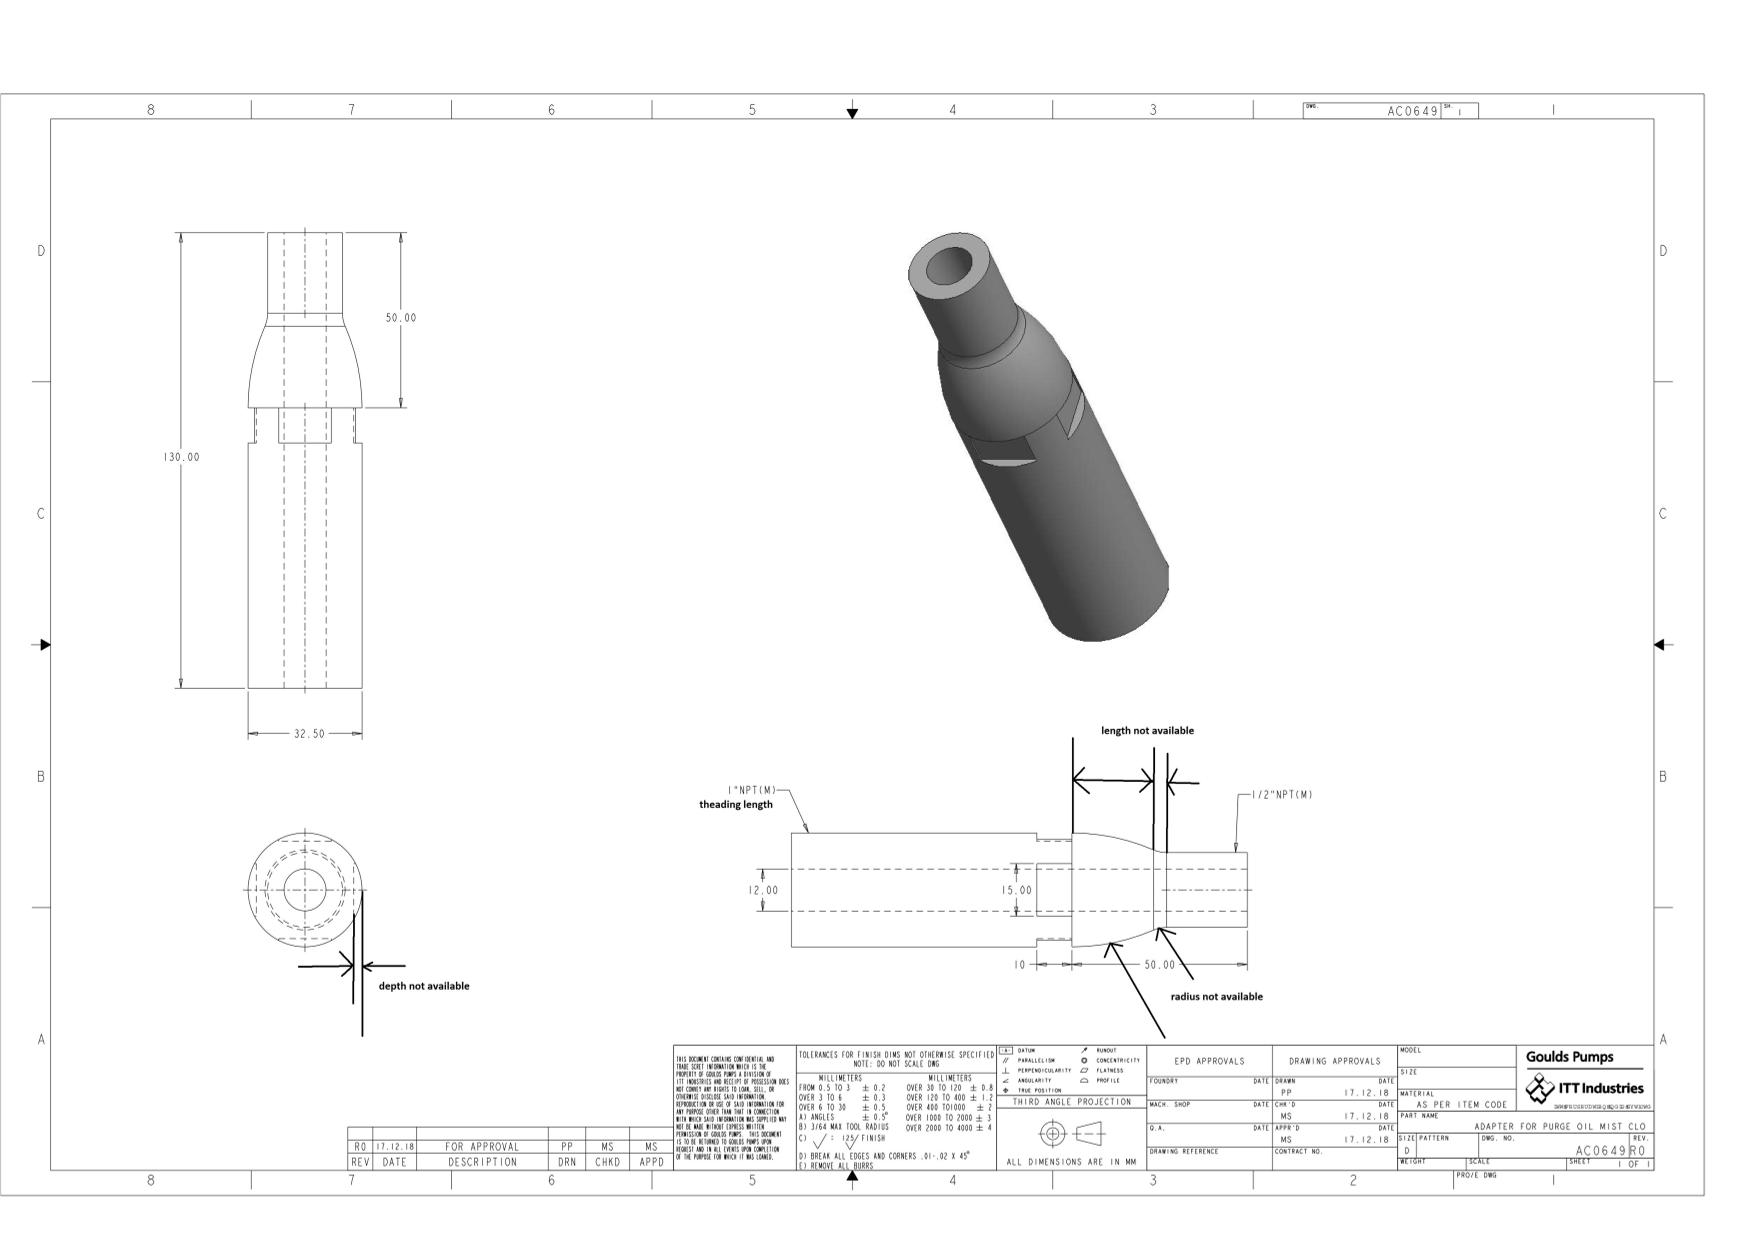 8 7 6 5 4 3 1
DWG. AC0649 SH. 1
D D
50.00
130.00
C C
32.50
length not available
B B
1"NPT(M)
theading length
1/2"NPT(M)
12.00
15.00
10
50.00
depth not available
radius not available
A A
THIS DOCUMENT CONTAINS CONFIDENTIAL AND
TRADE SCRET INFORMATION WHICH IS THE
PROPERTY OF GOULDS PUMPS A DIVISION OF
ITT INDUSTRIES AND RECEIPT OF POSSESSION DOES
NOT CONVEY ANY RIGHTS TO LOAN, SELL, OR
OTHERWISE DISCLOSE SAID INFORMATION.
REPRODUCTION OR USE OF SAID INFORMATION FOR
ANY PURPOSE OTHER THAN THAT IN CONNECTION
WITH WHICH SAID INFORMATION WAS SUPPLIED MAY
NOT BE MADE WITHOUT EXPRESS WRITTEN
PERMISSION OF GOULDS PUMPS. THIS DOCUMENT
IS TO BE RETURNED TO GOULDS PUMPS UPON
REQUEST AND IN ALL EVENTS UPON COMPLETION
OF THE PURPOSE FOR WHICH IT WAS LOANED.
TOLERANCES FOR FINISH DIMS NOT OTHERWISE SPECIFIED
NOTE: DO NOT SCALE DWG
MILLIMETERS MILLIMETERS
FROM 0.5 TO 3 ± 0.2 OVER 30 TO 120 ± 0.8
OVER 3 TO 6 ± 0.3 OVER 120 TO 400 ± 1.2
OVER 6 TO 30 ± 0.5 OVER 400 TO1000 ± 2
A) ANGLES ± 0.5° OVER 1000 TO 2000 ± 3
B) 3/64 MAX TOOL RADIUS OVER 2000 TO 4000 ± 4
C) : 125/ FINISH
D) BREAK ALL EDGES AND CORNERS .01-.02 X 45°
E) REMOVE ALL BURRS
-A- DATUM RUNOUT
PARALLELISM CONCENTRICITY
PERPENDICULARITY FLATNESS
ANGULARITY PROFILE
TRUE POSITION
THIRD ANGLE PROJECTION
ALL DIMENSIONS ARE IN MM
EPD APPROVALS
FOUNDRY DATE
MACH. SHOP DATE
Q.A. DATE
DRAWING REFERENCE
DRAWING APPROVALS
DRAWN DATE
PP 17.12.18
CHK'D DATE
MS 17.12.18
APPR'D DATE
MS 17.12.18
CONTRACT NO.
MODEL
SIZE
MATERIAL
AS PER ITEM CODE
Goulds Pumps
ITT Industries
PART NAME
ADAPTER FOR PURGE OIL MIST CLO
SIZE PATTERN DWG. NO. REV.
D AC0649 R0
WEIGHT SCALE SHEET 1 OF 1
PRO/E DWG
R0 17.12.18 FOR APPROVAL PP MS MS
REV DATE DESCRIPTION DRN CHKD APPD
8 7 6 5 4 3 2 1